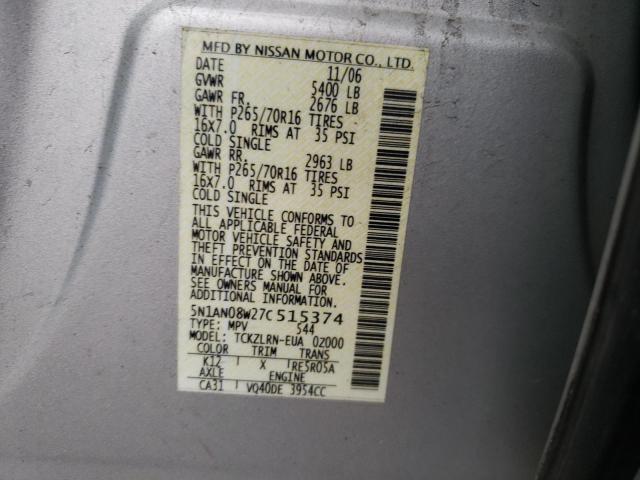 MFD BY NISSAN MOTOR CO., LTD.
DATE 11/06
GVWR 5400 LB
GAWR FR. 2676 LB
WITH P265/70R16 TIRES
16X7.0 RIMS AT 35 PSI
COLD SINGLE
GAWR RR. 2963 LB
WITH P265/70R16 TIRES
16X7.0 RIMS AT 35 PSI
COLD SINGLE
THIS VEHICLE CONFORMS TO
ALL APPLICABLE FEDERAL
MOTOR VEHICLE SAFETY AND
THEFT PREVENTION STANDARDS
IN EFFECT ON THE DATE OF
MANUFACTURE SHOWN ABOVE.
SEE OWNERS MANUAL FOR
ADDITIONAL INFORMATION.
5N1AN08W27C515374
TYPE: MPV 544
MODEL: TCKZLRN-EUA 0Z000
COLOR TRIM TRANS
K12 X RE5R05A
AXLE ENGINE
CA31 VQ40DE 3954CC